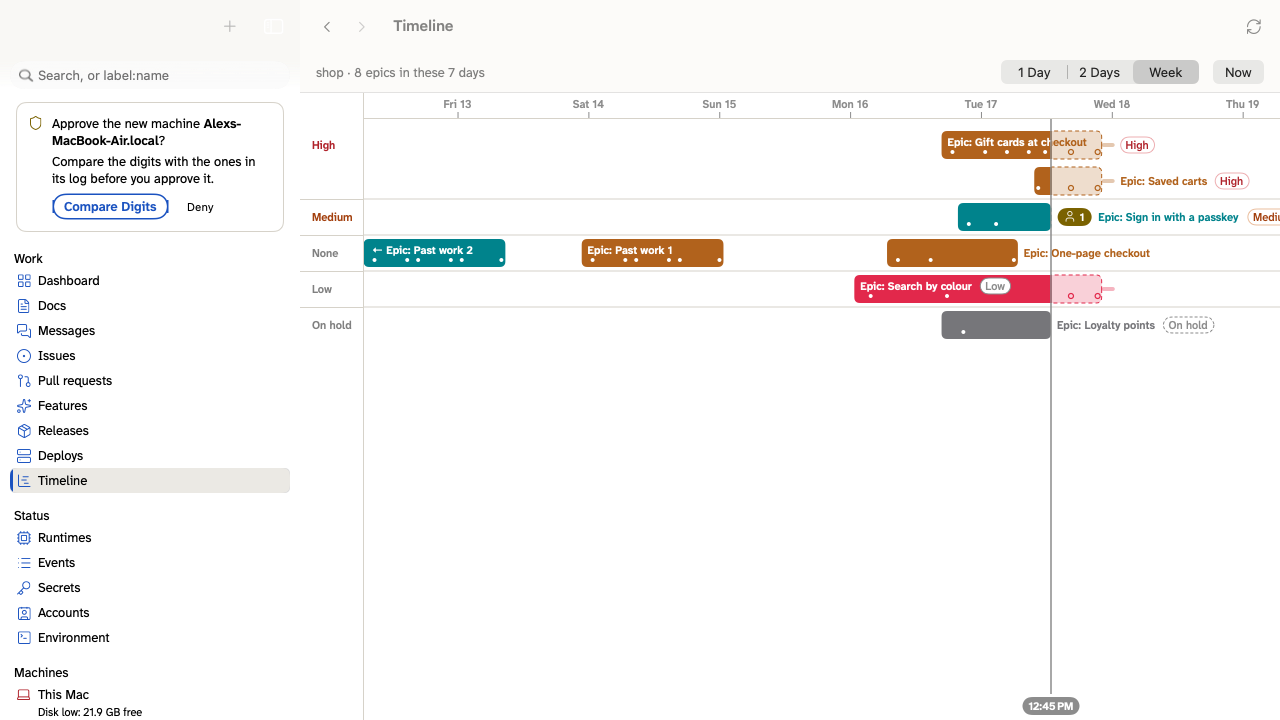 Search, or label:name
Approve the new machine Alexs-
MacBook-Air.local?
Compare the digits with the ones in
its log before you approve it.
Compare Digits
Deny
Work
Dashboard
Docs
Messages
Issues
Pull requests
Features
Releases
Deploys
Timeline
Status
Runtimes
Events
Secrets
Accounts
Environment
Machines
This Mac
Disk low: 21.9 GB free
Timeline
shop · 8 epics in these 7 days
1 Day
2 Days
Week
Now
Fri 13
Sat 14
Sun 15
Mon 16
Tue 17
Wed 18
Thu 19
High
Epic: Gift cards at checkout
High
Epic: Saved carts
High
Medium
1
Epic: Sign in with a passkey
None
← Epic: Past work 2
Epic: Past work 1
Epic: One-page checkout
Low
Epic: Search by colour
Low
On hold
Epic: Loyalty points
On hold
12:45 PM